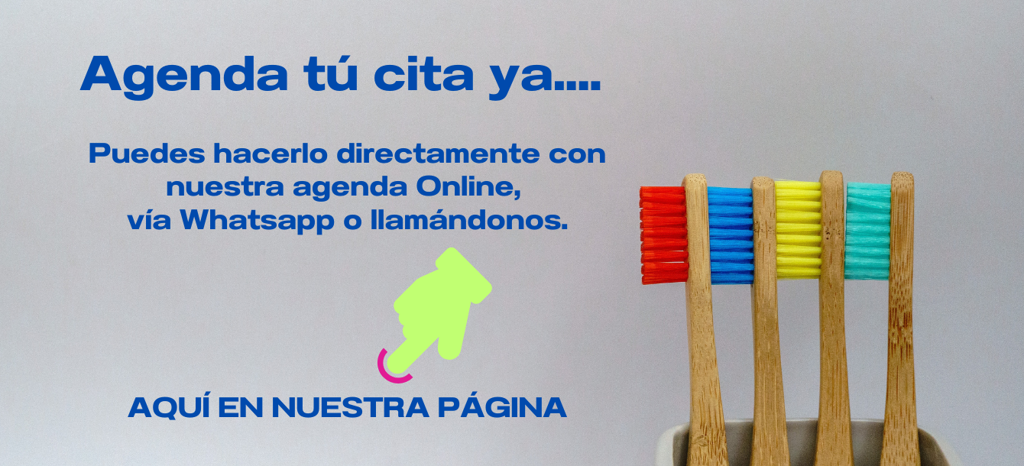 Agenda tú cita ya....
Puedes hacerlo directamente con
nuestra agenda Online,
vía Whatsapp o llamándonos.
AQUÍ EN NUESTRA PÁGINA